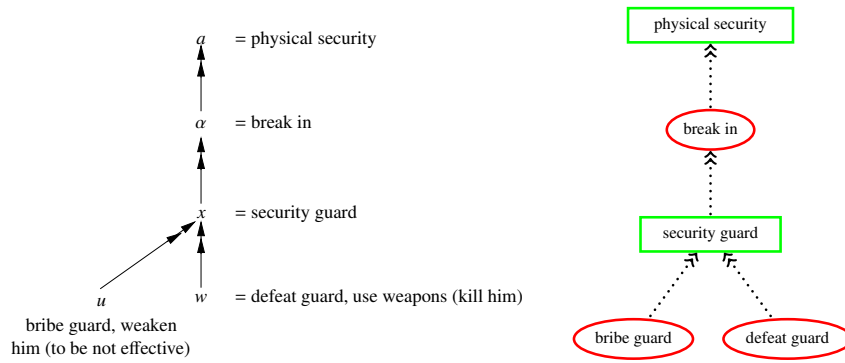 a = physical security
α = break in
x = security guard
u
w = defeat guard, use weapons (kill him)
bribe guard, weaken
him (to be not effective)
physical security
break in
security guard
bribe guard
defeat guard